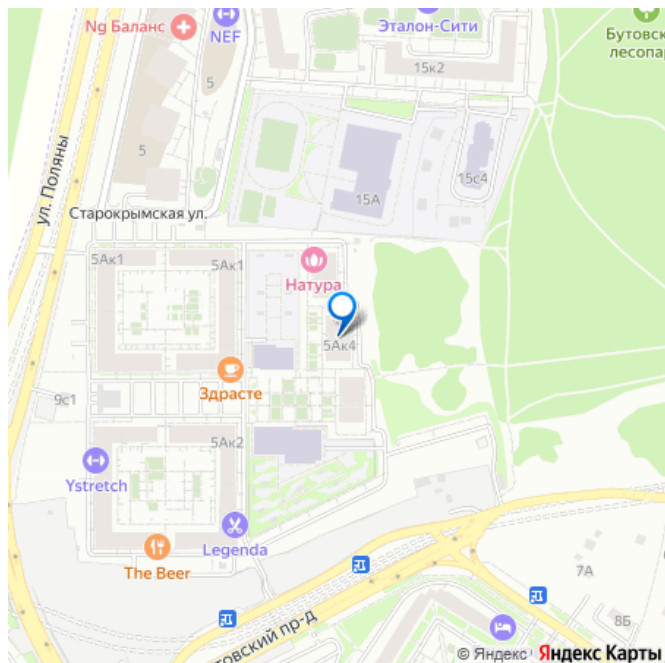 Ng Баланс
NEF
Эталон-Сити
Бутовск
лесопар
15к2
5
5
15А
15с4
ул. Поляны
Старокрымская ул.
5Ак1
5Ак1
Натура
5Ак4
Здрасте
9с1
5Ак2
Ystretch
Legenda
The Beer
7А
8Б
товский пр-д
© Яндекс Яндекс Карты